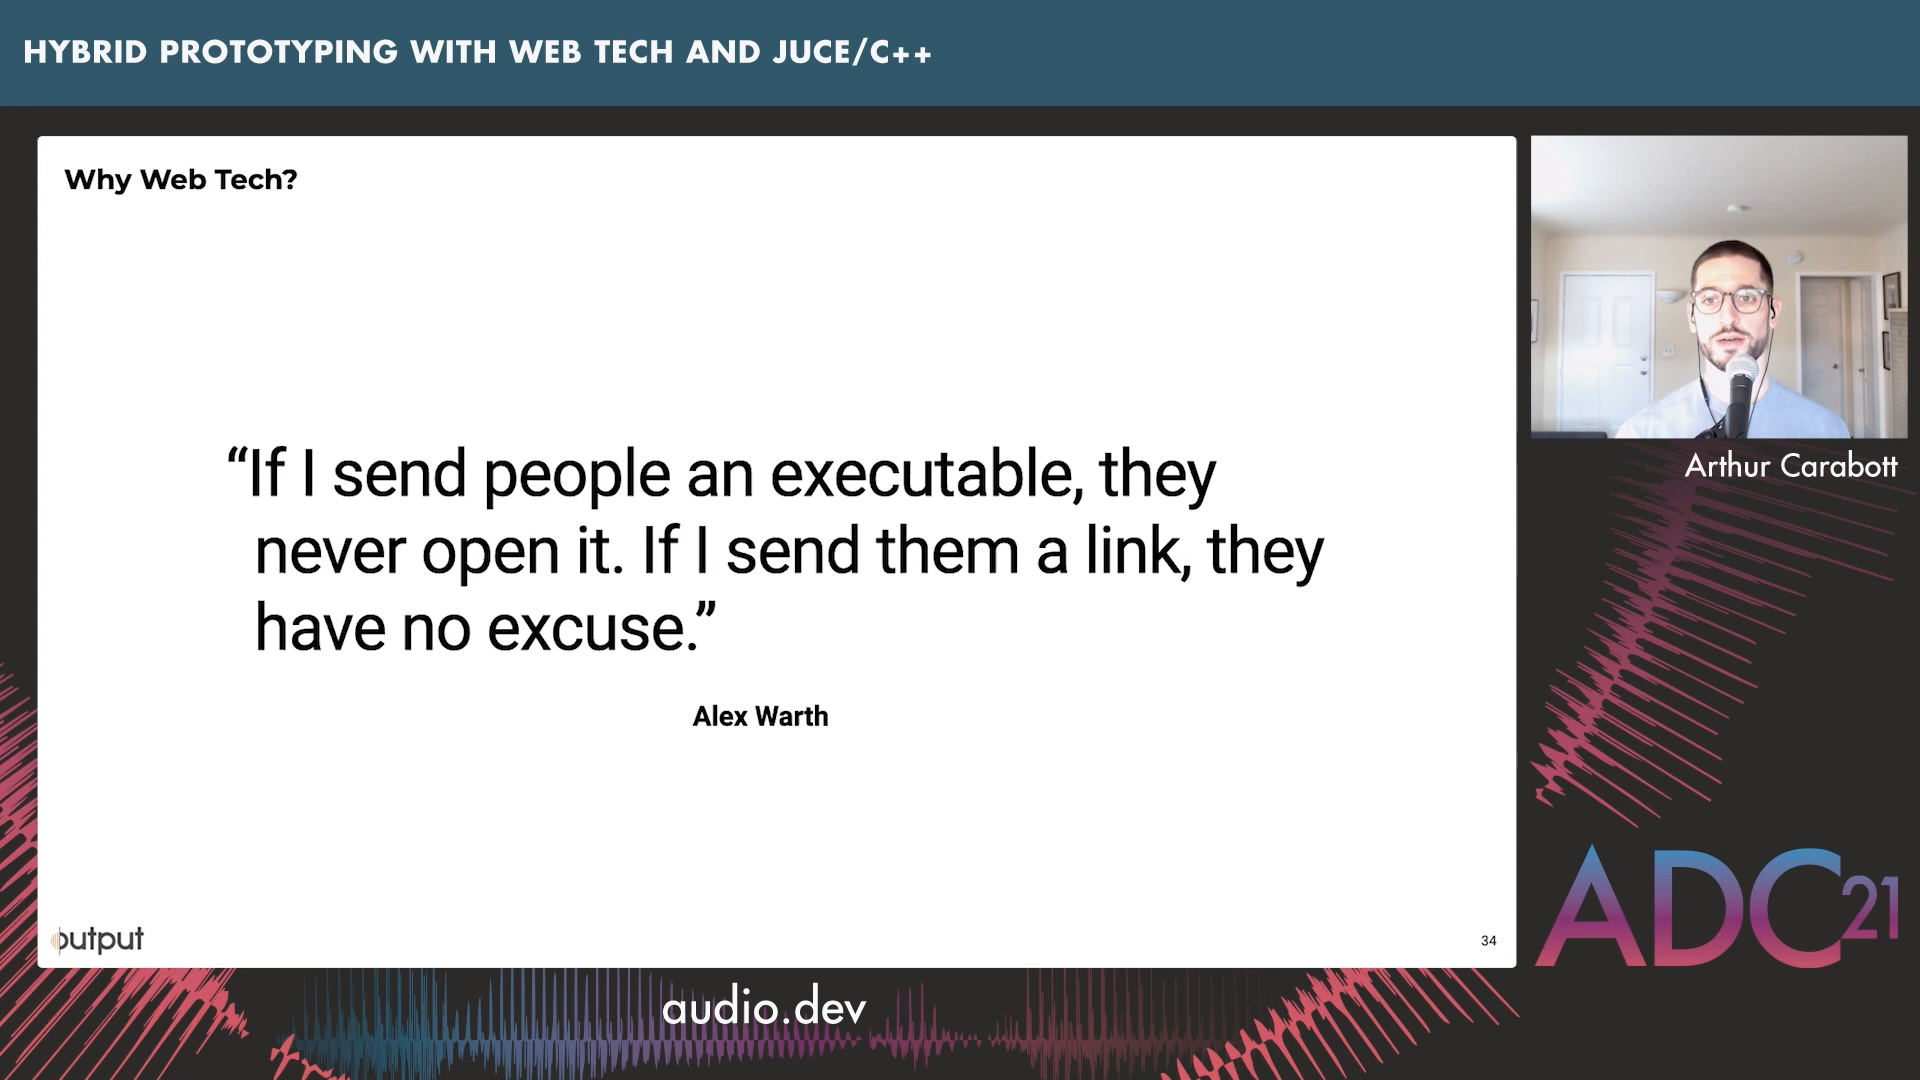 HYBRID PROTOTYPING WITH WEB TECH AND JUCE/C++
Why Web Tech?
“If I send people an executable, they
never open it. If I send them a link, they
have no excuse.”
Alex Warth
output
34
Arthur Carabott
ADC21
audio.dev